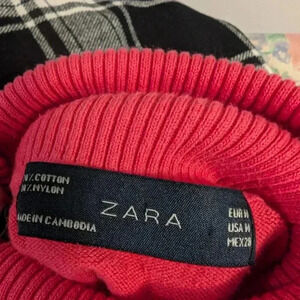 % COTTON
% NYLON
MADE IN CAMBODIA
ZARA
EUR M
USA M
MEX 28